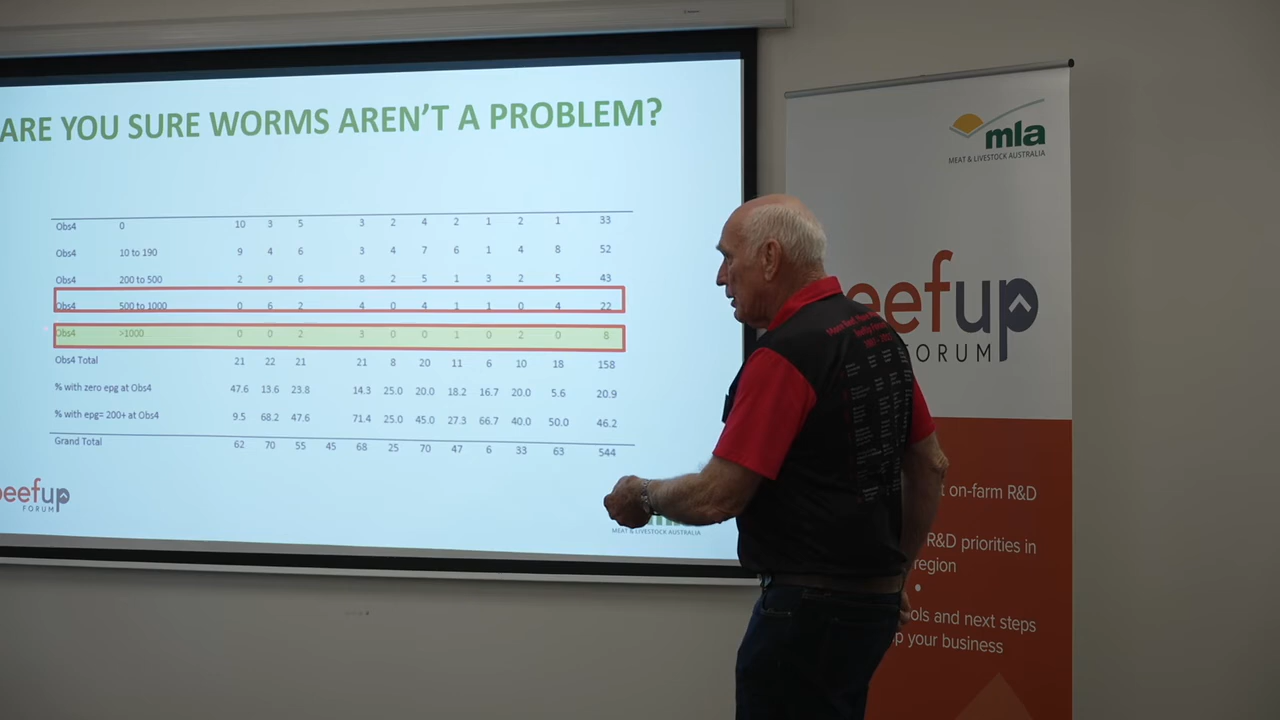 ARE YOU SURE WORMS AREN'T A PROBLEM?
Obs4 0 10 3 5 3 2 4 2 1 2 1 33
Obs4 10 to 190 9 4 6 3 4 7 6 1 4 8 52
Obs4 200 to 500 2 9 6 8 2 5 1 3 2 5 43
Obs4 500 to 1000 0 6 2 4 0 4 1 1 0 4 22
Obs4 >1000 0 0 2 3 0 0 1 0 2 0 8
Obs4 Total 21 22 21 21 8 20 11 6 10 18 158
% with zero epg at Obs4 47.6 13.6 23.8 14.3 25.0 20.0 18.2 16.7 20.0 5.6 20.9
% with epg= 200+ at Obs4 9.5 68.2 47.6 71.4 25.0 45.0 27.3 66.7 40.0 50.0 46.2
Grand Total 62 70 55 45 68 25 70 47 6 33 63 544
beefup
FORUM
MEAT & LIVESTOCK AUSTRALIA
mla
MEAT & LIVESTOCK AUSTRALIA
eefup
FORUM
on-farm R&D
R&D priorities in
region
ols and next steps
p your business